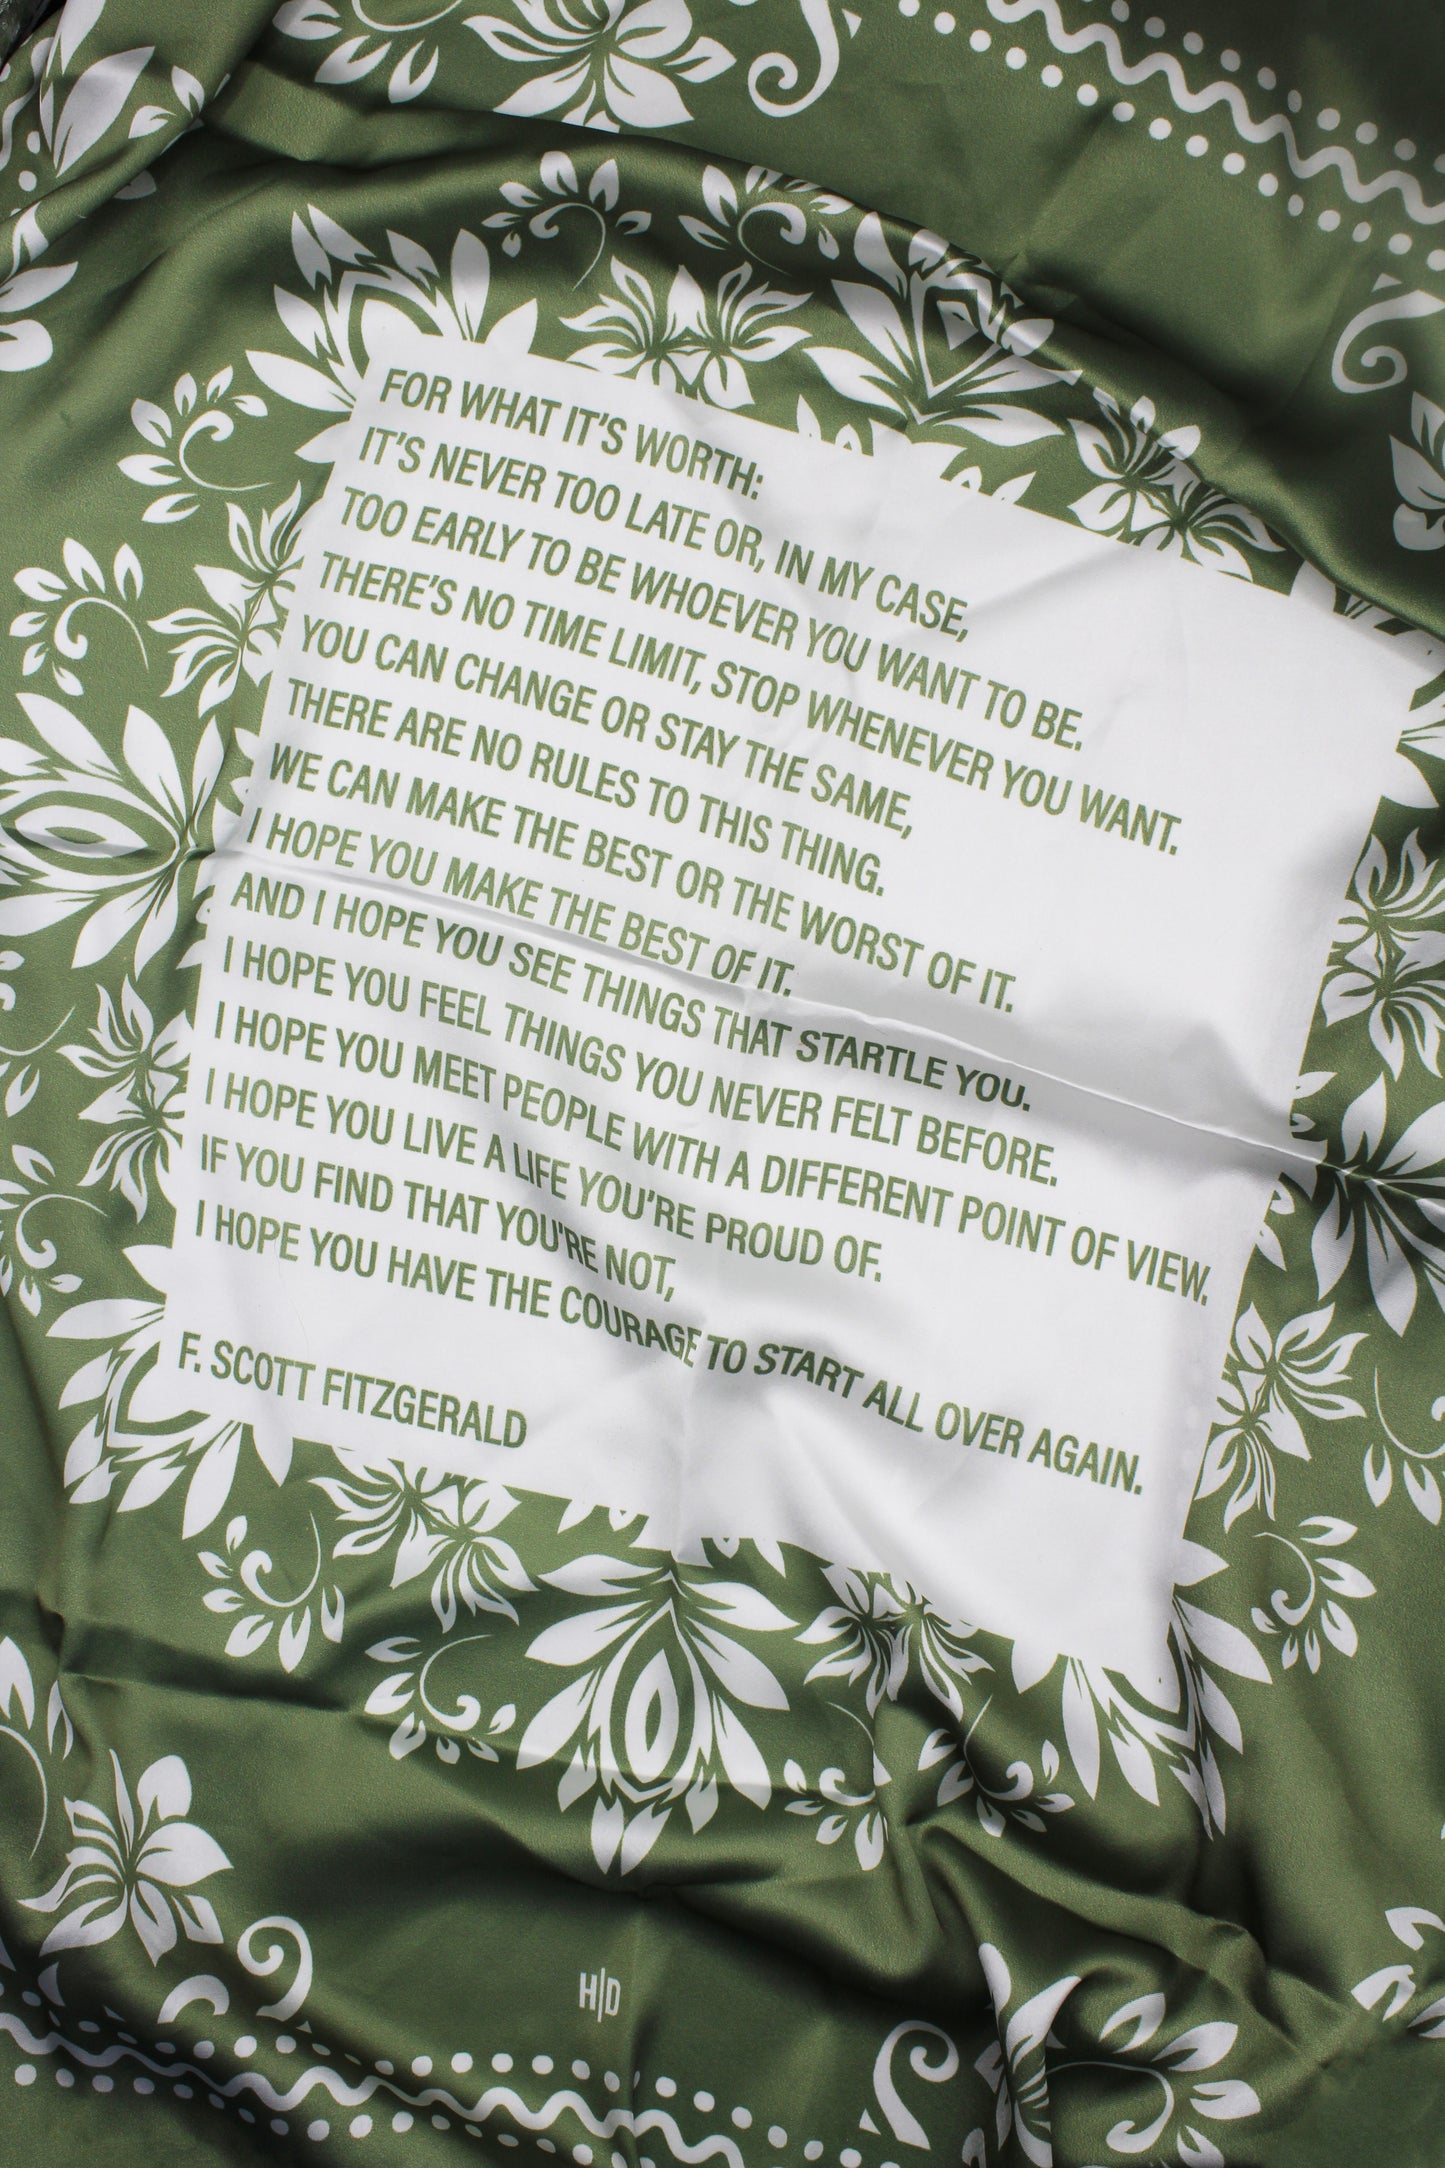 FOR WHAT IT'S WORTH:
IT'S NEVER TOO LATE OR, IN MY CASE,
TOO EARLY TO BE WHOEVER YOU WANT TO BE.
THERE'S NO TIME LIMIT, STOP WHENEVER YOU WANT.
YOU CAN CHANGE OR STAY THE SAME,
THERE ARE NO RULES TO THIS THING.
WE CAN MAKE THE BEST OR THE WORST OF IT.
I HOPE YOU MAKE THE BEST OF IT.
AND I HOPE YOU SEE THINGS THAT STARTLE YOU.
I HOPE YOU FEEL THINGS YOU NEVER FELT BEFORE.
I HOPE YOU MEET PEOPLE WITH A DIFFERENT POINT OF VIEW.
I HOPE YOU LIVE A LIFE YOU'RE PROUD OF.
IF YOU FIND THAT YOU'RE NOT,
I HOPE YOU HAVE THE COURAGE TO START ALL OVER AGAIN.
F. SCOTT FITZGERALD
H|D